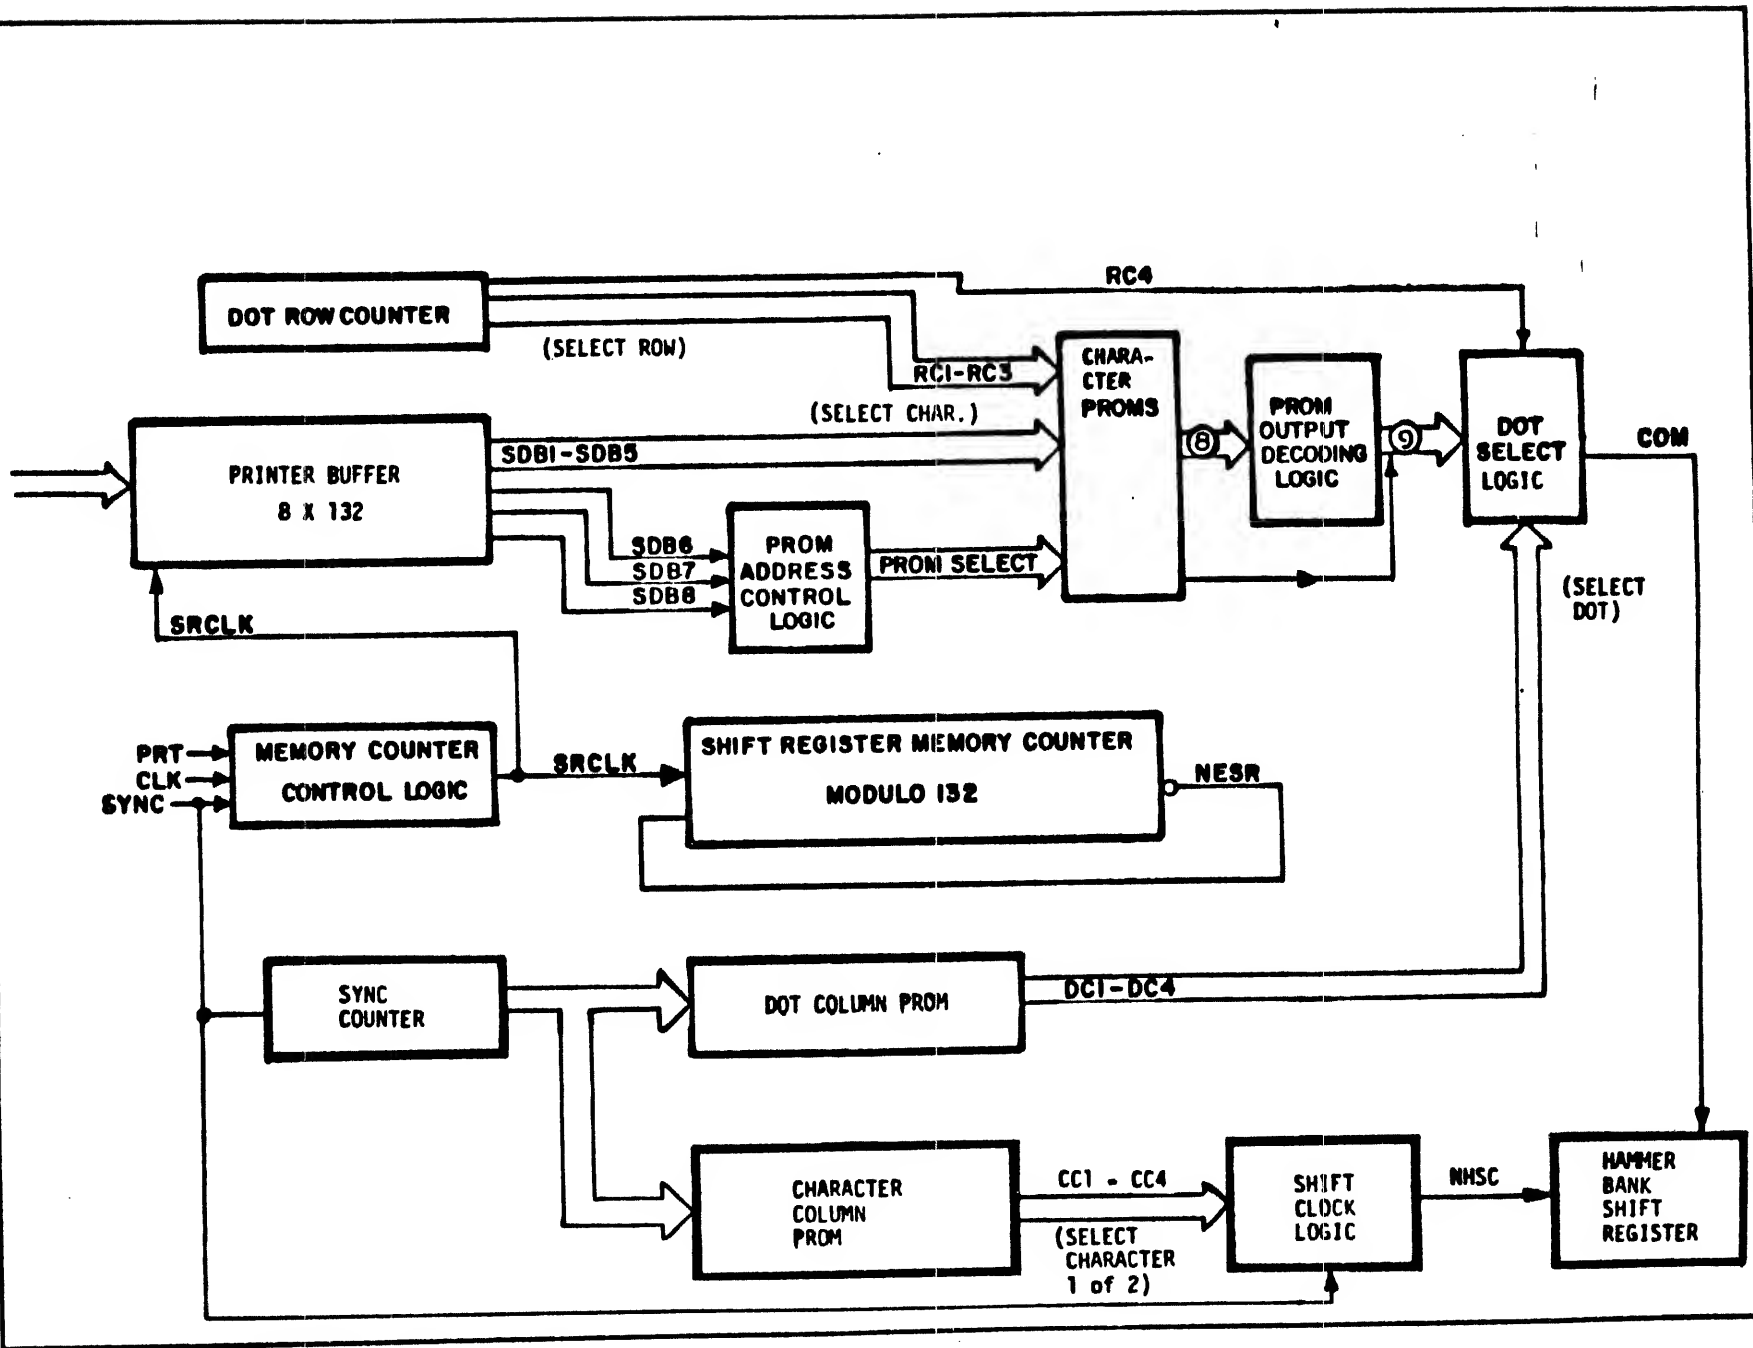 RC4
DOT ROW COUNTER
(SELECT ROW)
RC1-RC3
(SELECT CHAR.)
CHARA-
CTER
PROMS
8
PROM
OUTPUT
DECODING
LOGIC
9
DOT
SELECT
LOGIC
COM
PRINTER BUFFER
8 X 132
SDB1-SDB5
SDB6
SDB7
SDB8
PROM
ADDRESS
CONTROL
LOGIC
PROM SELECT
(SELECT
DOT)
SRCLK
PRT
CLK
SYNC
MEMORY COUNTER
CONTROL LOGIC
SRCLK
SHIFT REGISTER MEMORY COUNTER
MODULO 132
NESR
SYNC
COUNTER
DOT COLUMN PROM
DC1-DC4
CHARACTER
COLUMN
PROM
CC1 - CC4
(SELECT
CHARACTER
1 of 2)
SHIFT
CLOCK
LOGIC
NHSC
HAMMER
BANK
SHIFT
REGISTER